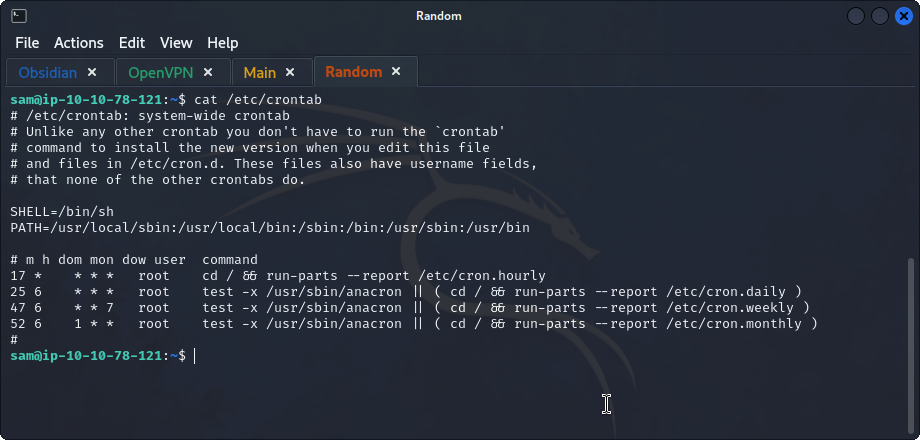 Random
File Actions Edit View Help
Obsidian × OpenVPN × Main × Random ×
sam@ip-10-10-78-121:~$ cat /etc/crontab
# /etc/crontab: system-wide crontab
# Unlike any other crontab you don't have to run the `crontab'
# command to install the new version when you edit this file
# and files in /etc/cron.d. These files also have username fields,
# that none of the other crontabs do.

SHELL=/bin/sh
PATH=/usr/local/sbin:/usr/local/bin:/sbin:/bin:/usr/sbin:/usr/bin

# m h dom mon dow user  command
17 *    * * *   root    cd / && run-parts --report /etc/cron.hourly
25 6    * * *   root    test -x /usr/sbin/anacron || ( cd / && run-parts --report /etc/cron.daily )
47 6    * * 7   root    test -x /usr/sbin/anacron || ( cd / && run-parts --report /etc/cron.weekly )
52 6    1 * *   root    test -x /usr/sbin/anacron || ( cd / && run-parts --report /etc/cron.monthly )
#
sam@ip-10-10-78-121:~$